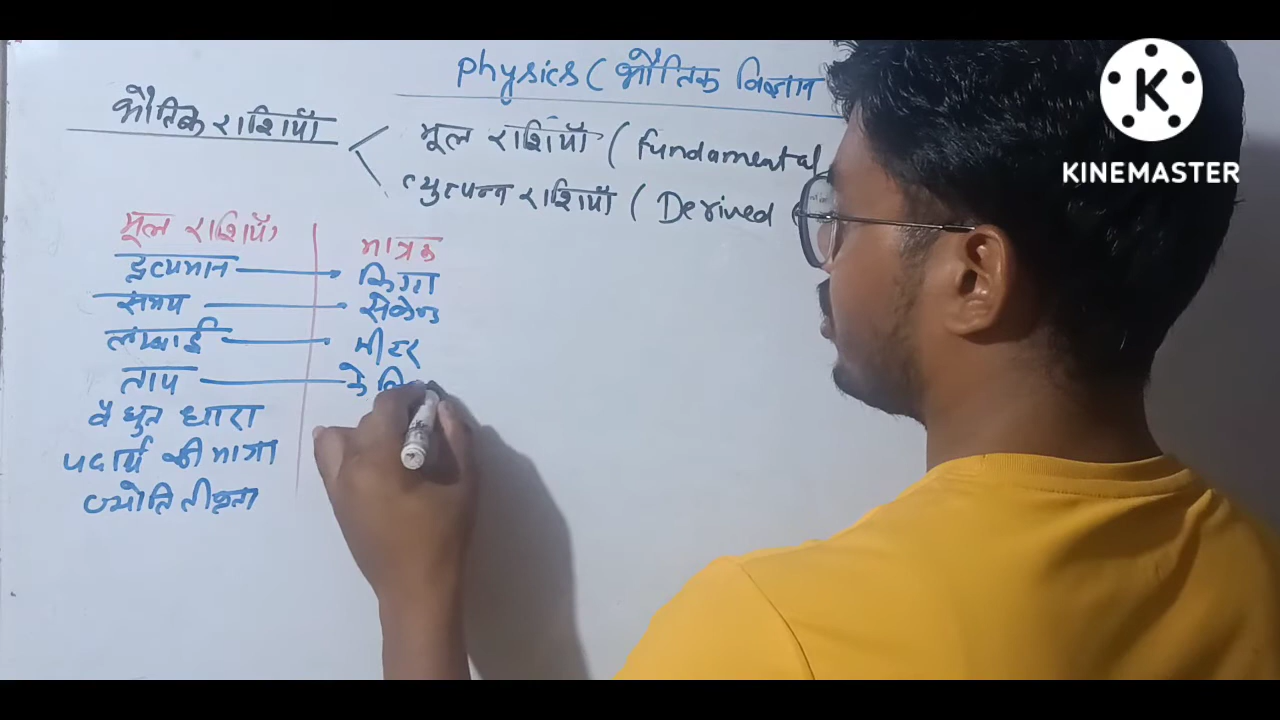 Physics ( भौतिक विज्ञान
भौतिक राशियाँ
मूल राशियाँ ( Fundamental
व्युत्पन्न राशियाँ ( Derived
मूल राशियाँ मात्रक
द्रव्यमान किग्रा
समय सेकेण्ड
लम्बाई मीटर
ताप
वैधुत धारा
पदार्थ की मात्रा
ज्योति तीव्रता
K
KINEMASTER